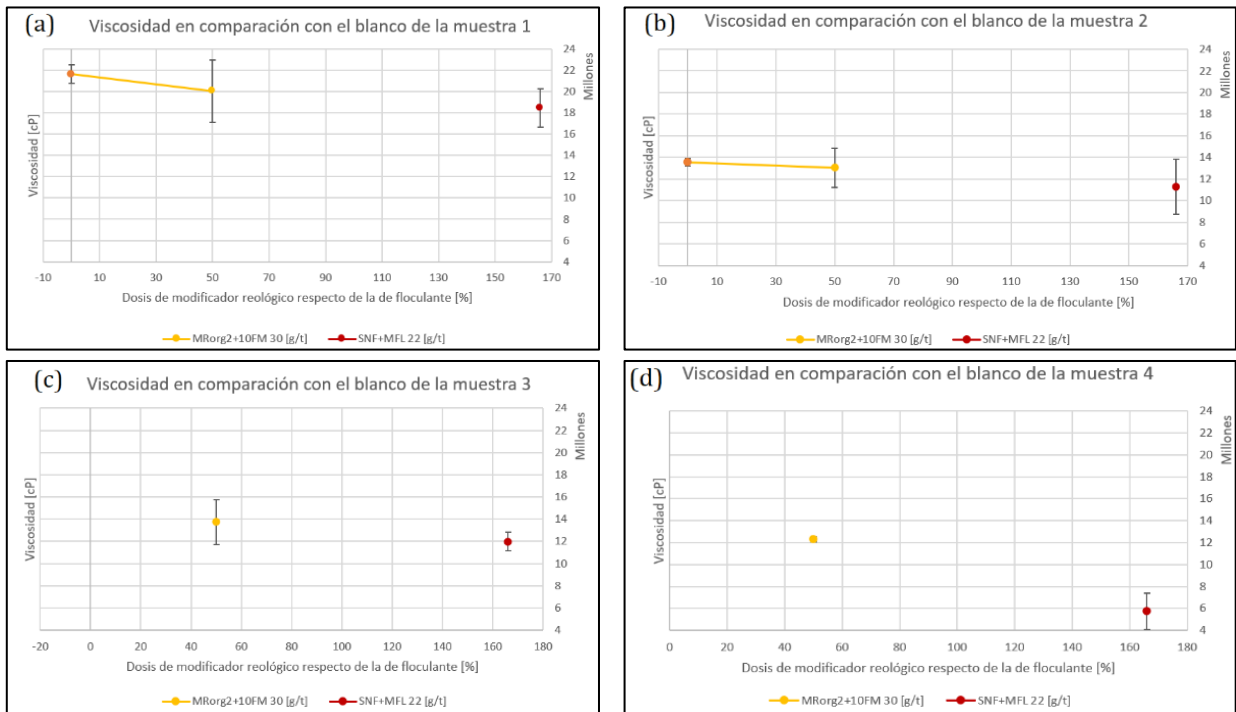 (a) Viscosidad en comparación con el blanco de la muestra 1
24
22
20
18
16
14
12
10
8
6
4
Millones
Viscosidad [cP]
-10 10 30 50 70 90 110 130 150 170
Dosis de modificador reológico respecto de la de floculante [%]
MRorg2+10FM 30 [g/t] SNF+MFL 22 [g/t]
(b) Viscosidad en comparación con el blanco de la muestra 2
24
22
20
18
16
14
12
10
8
6
4
Millones
Viscosidad [cP]
-10 10 30 50 70 90 110 130 150 170
Dosis de modificador reológico respecto de la de floculante [%]
MRorg2+10FM 30 [g/t] SNF+MFL 22 [g/t]
(c) Viscosidad en comparación con el blanco de la muestra 3
24
22
20
18
16
14
12
10
8
6
4
Millones
Viscosidad [cP]
-20 0 20 40 60 80 100 120 140 160 180
Dosis de modificador reológico respecto de la de floculante [%]
MRorg2+10FM 30 [g/t] SNF+MFL 22 [g/t]
(d) Viscosidad en comparación con el blanco de la muestra 4
24
22
20
18
16
14
12
10
8
6
4
Millones
Viscosidad [cP]
0 20 40 60 80 100 120 140 160 180
Dosis de modificador reológico respecto de la de floculante [%]
MRorg2+10FM 30 [g/t] SNF+MFL 22 [g/t]